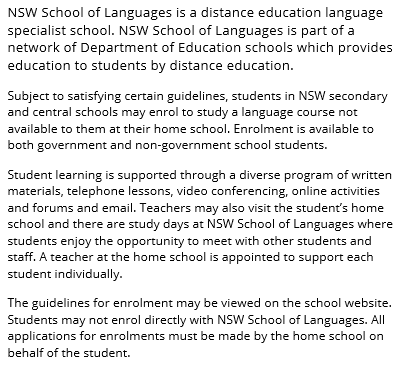 NSW School of Languages is a distance education language
specialist school. NSW School of Languages is part of a
network of Department of Education schools which provides
education to students by distance education.
Subject to satisfying certain guidelines, students in NSW secondary
and central schools may enrol to study a language course not
available to them at their home school. Enrolment is available to
both government and non-government school students.
Student learning is supported through a diverse program of written
materials, telephone lessons, video conferencing, online activities
and forums and email. Teachers may also visit the student's home
school and there are study days at NSW School of Languages where
students enjoy the opportunity to meet with other students and
staff. A teacher at the home school is appointed to support each
student individually.
The guidelines for enrolment may be viewed on the school website.
Students may not enrol directly with NSW School of Languages. All
applications for enrolments must be made by the home school on
behalf of the student.